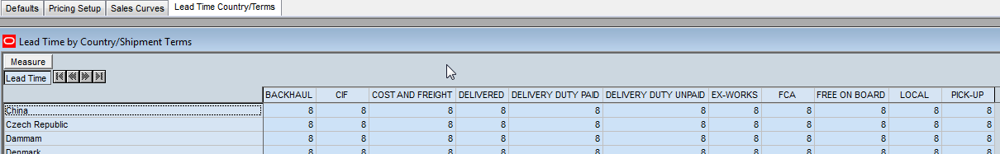 Defaults Pricing Setup Sales Curves Lead Time Country/Terms
Lead Time by Country/Shipment Terms
Measure
Lead Time
BACKHAUL CIF COST AND FREIGHT DELIVERED DELIVERY DUTY PAID DELIVERY DUTY UNPAID EX-WORKS FCA FREE ON BOARD LOCAL PICK-UP
China 8 8 8 8 8 8 8 8 8 8 8
Czech Republic 8 8 8 8 8 8 8 8 8 8 8
Dammam 8 8 8 8 8 8 8 8 8 8 8
Denmark 8 8 8 8 8 8 8 8 8 8 8